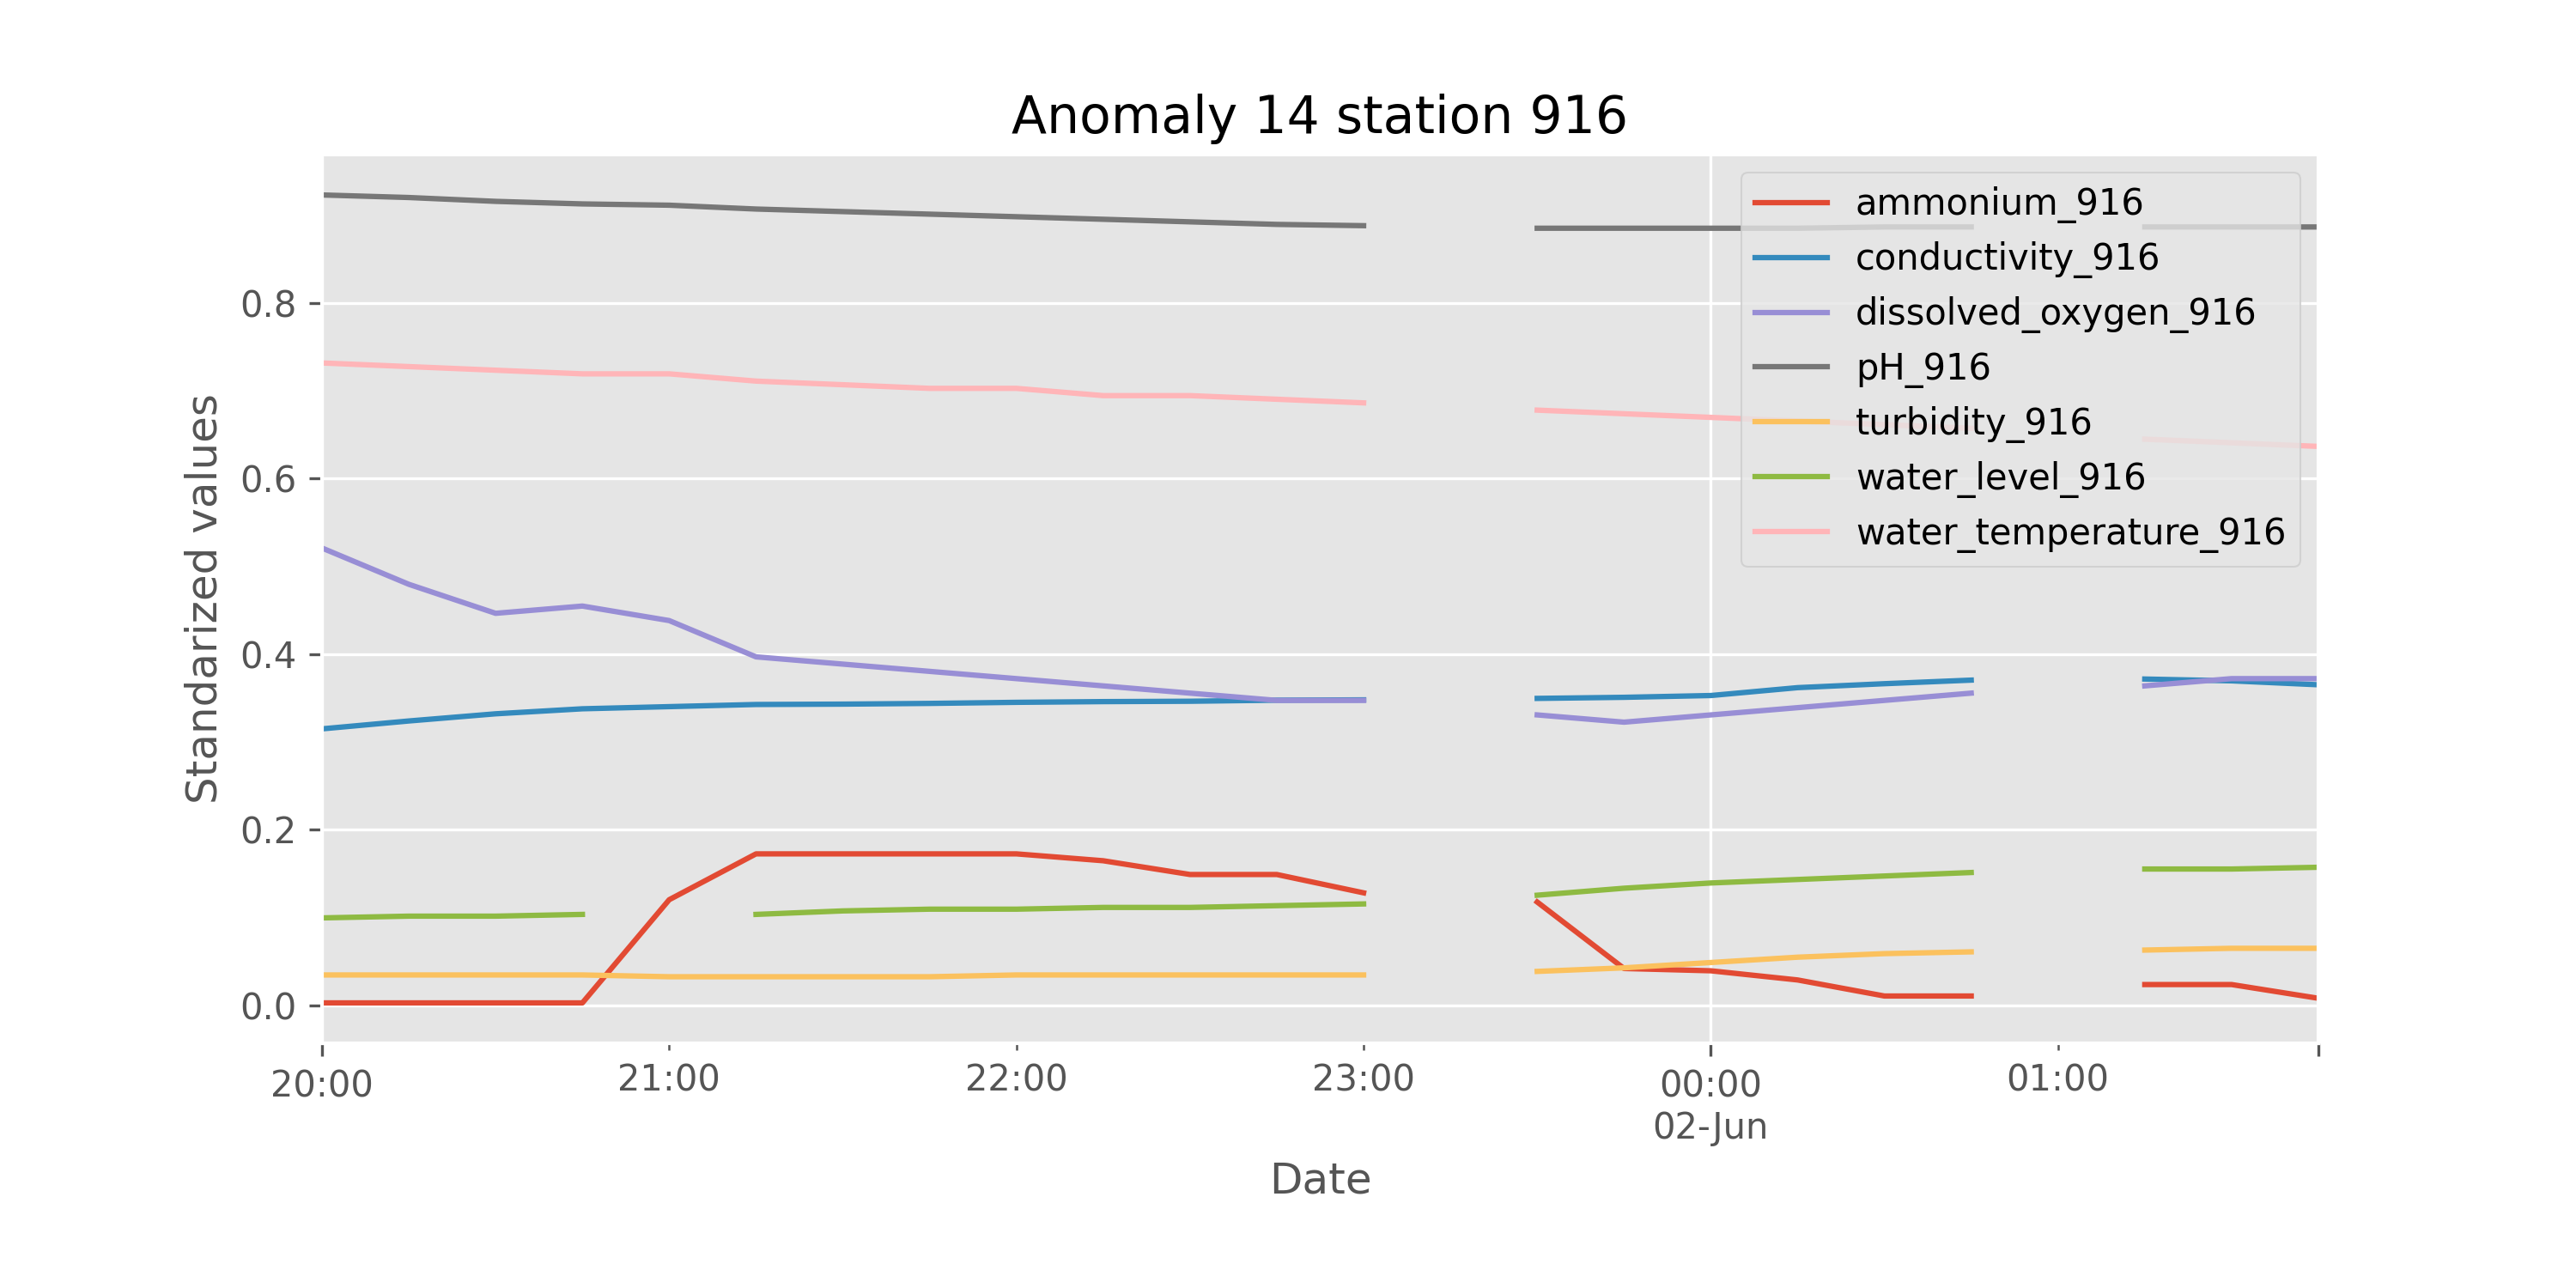 Anomaly 14 station 916
ammonium_916
conductivity_916
dissolved_oxygen_916
pH_916
turbidity_916
water_level_916
water_temperature_916
Standarized values
0.8
0.6
0.4
0.2
0.0
20:00 21:00 22:00 23:00 00:00 01:00
02-Jun
Date